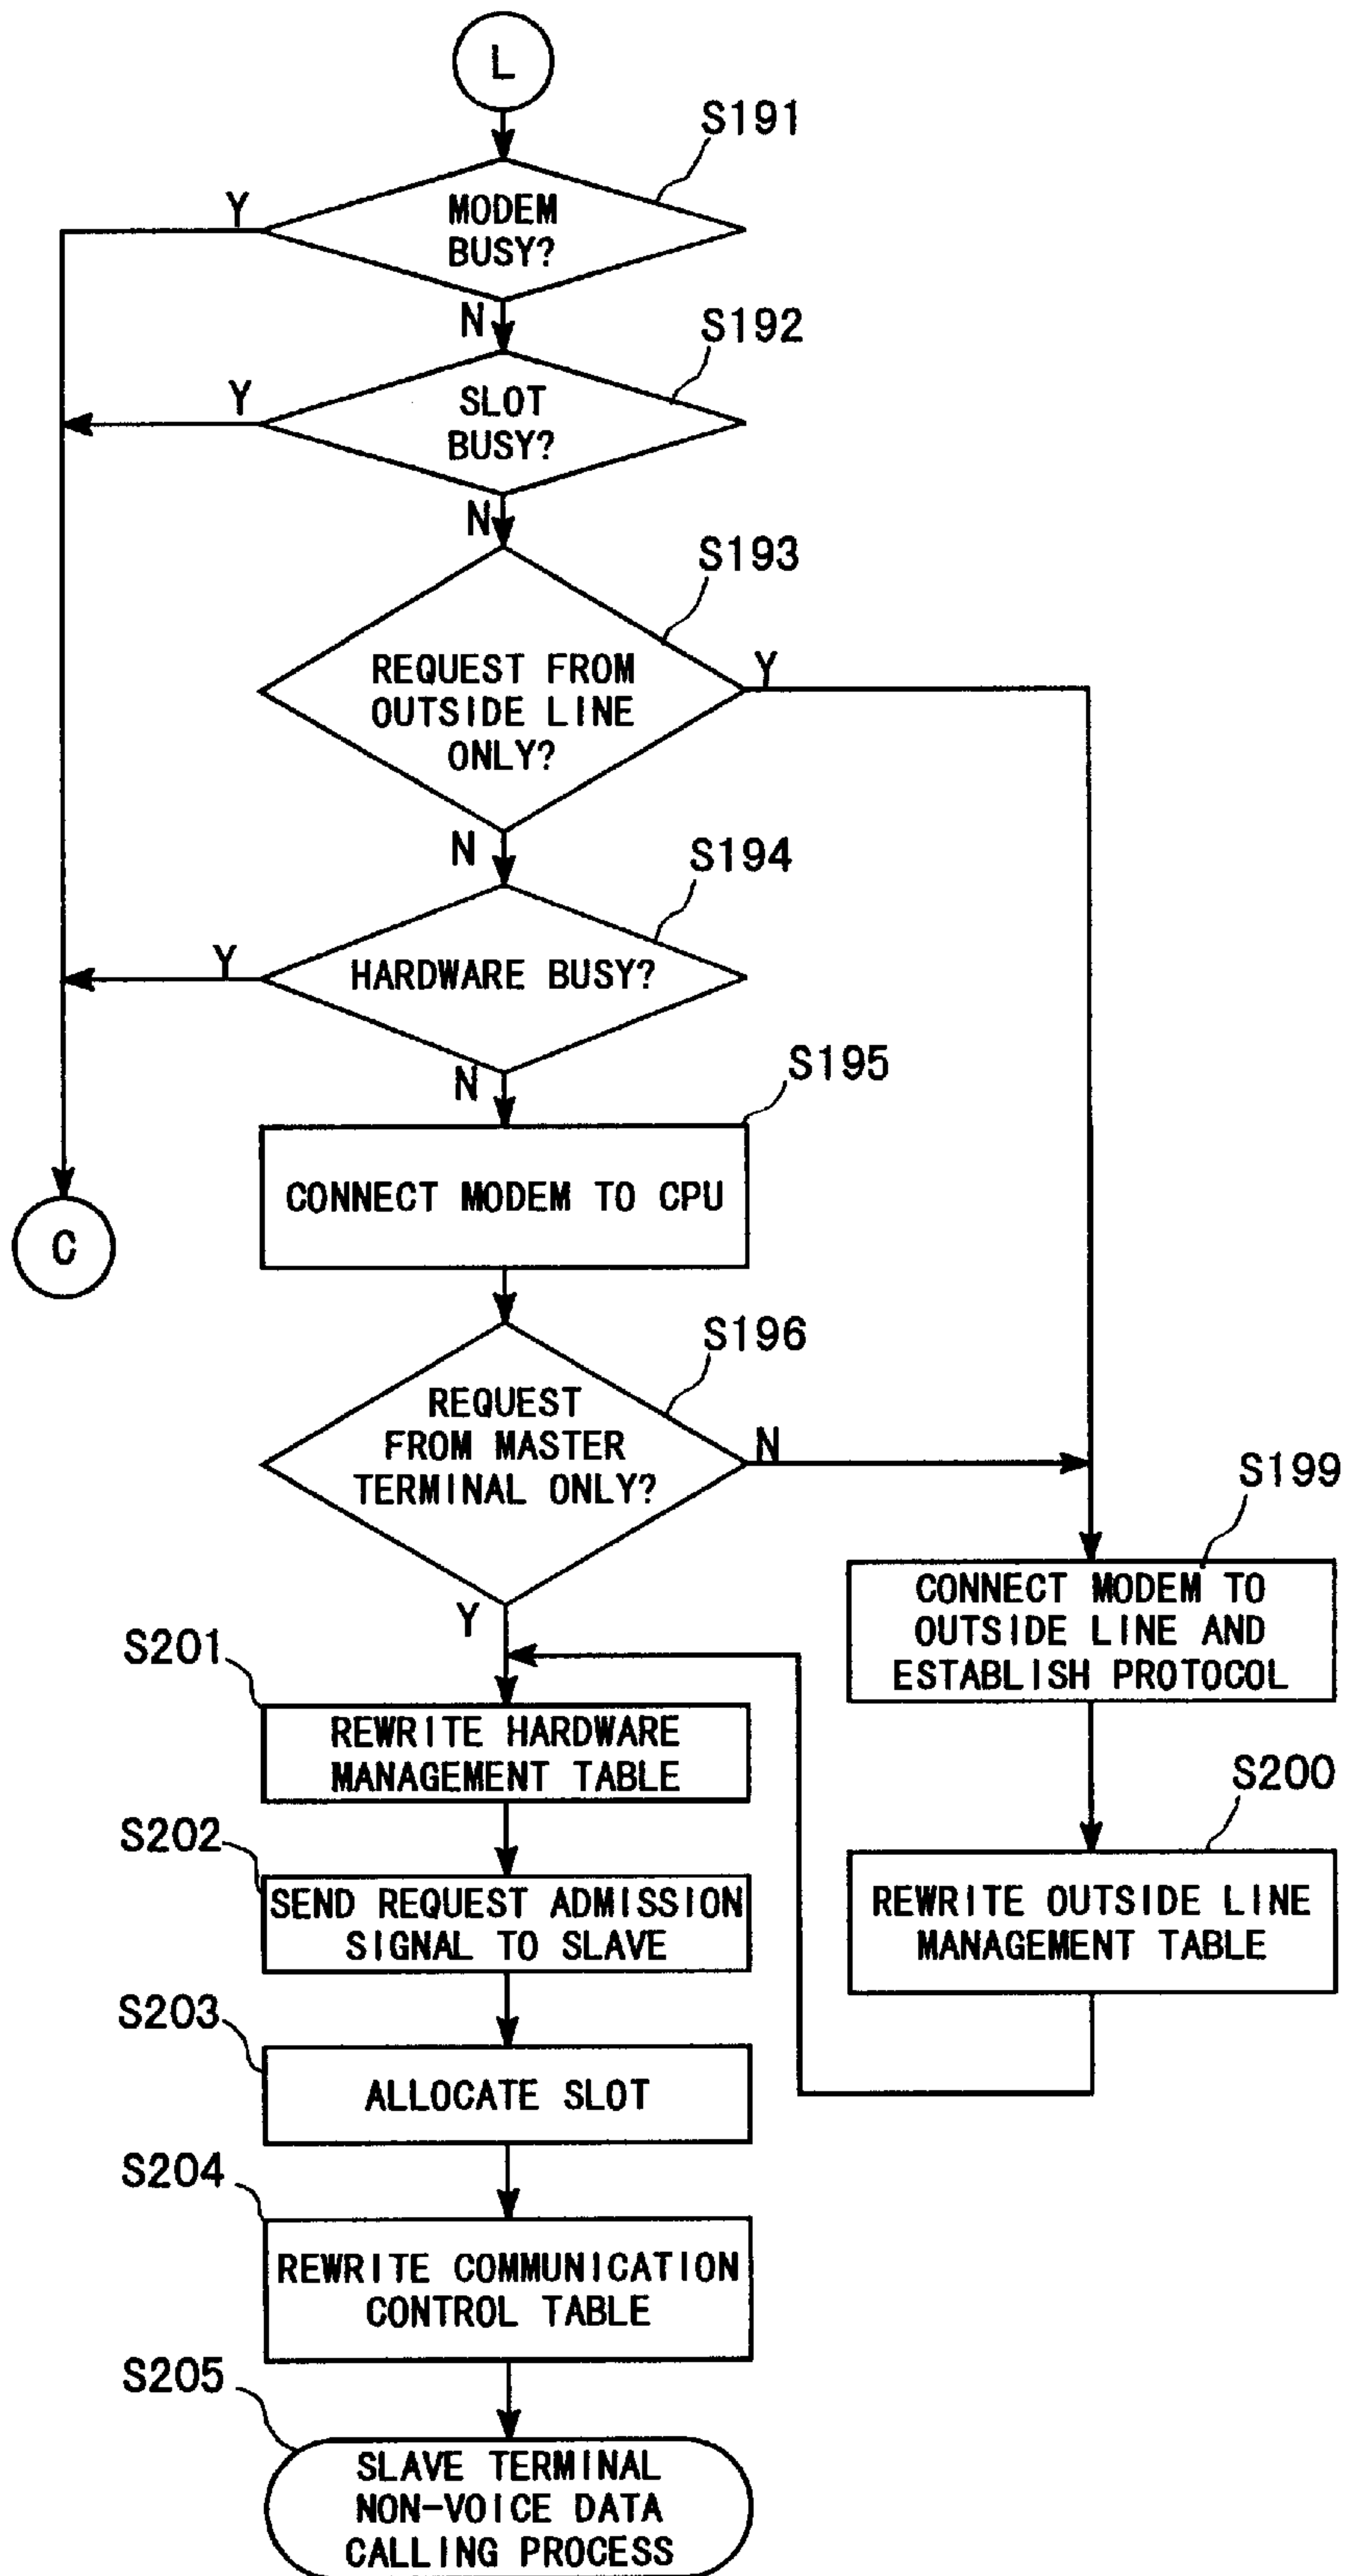 L
S191
Y
MODEM
BUSY?
N
S192
Y
SLOT
BUSY?
N
S193
REQUEST FROM
OUTSIDE LINE
ONLY?
Y
N
S194
Y
HARDWARE BUSY?
N
S195
CONNECT MODEM TO CPU
C
S196
REQUEST
FROM MASTER
TERMINAL ONLY?
N
Y
S199
CONNECT MODEM TO
OUTSIDE LINE AND
ESTABLISH PROTOCOL
S201
REWRITE HARDWARE
MANAGEMENT TABLE
S200
REWRITE OUTSIDE LINE
MANAGEMENT TABLE
S202
SEND REQUEST ADMISSION
SIGNAL TO SLAVE
S203
ALLOCATE SLOT
S204
REWRITE COMMUNICATION
CONTROL TABLE
S205
SLAVE TERMINAL
NON-VOICE DATA
CALLING PROCESS